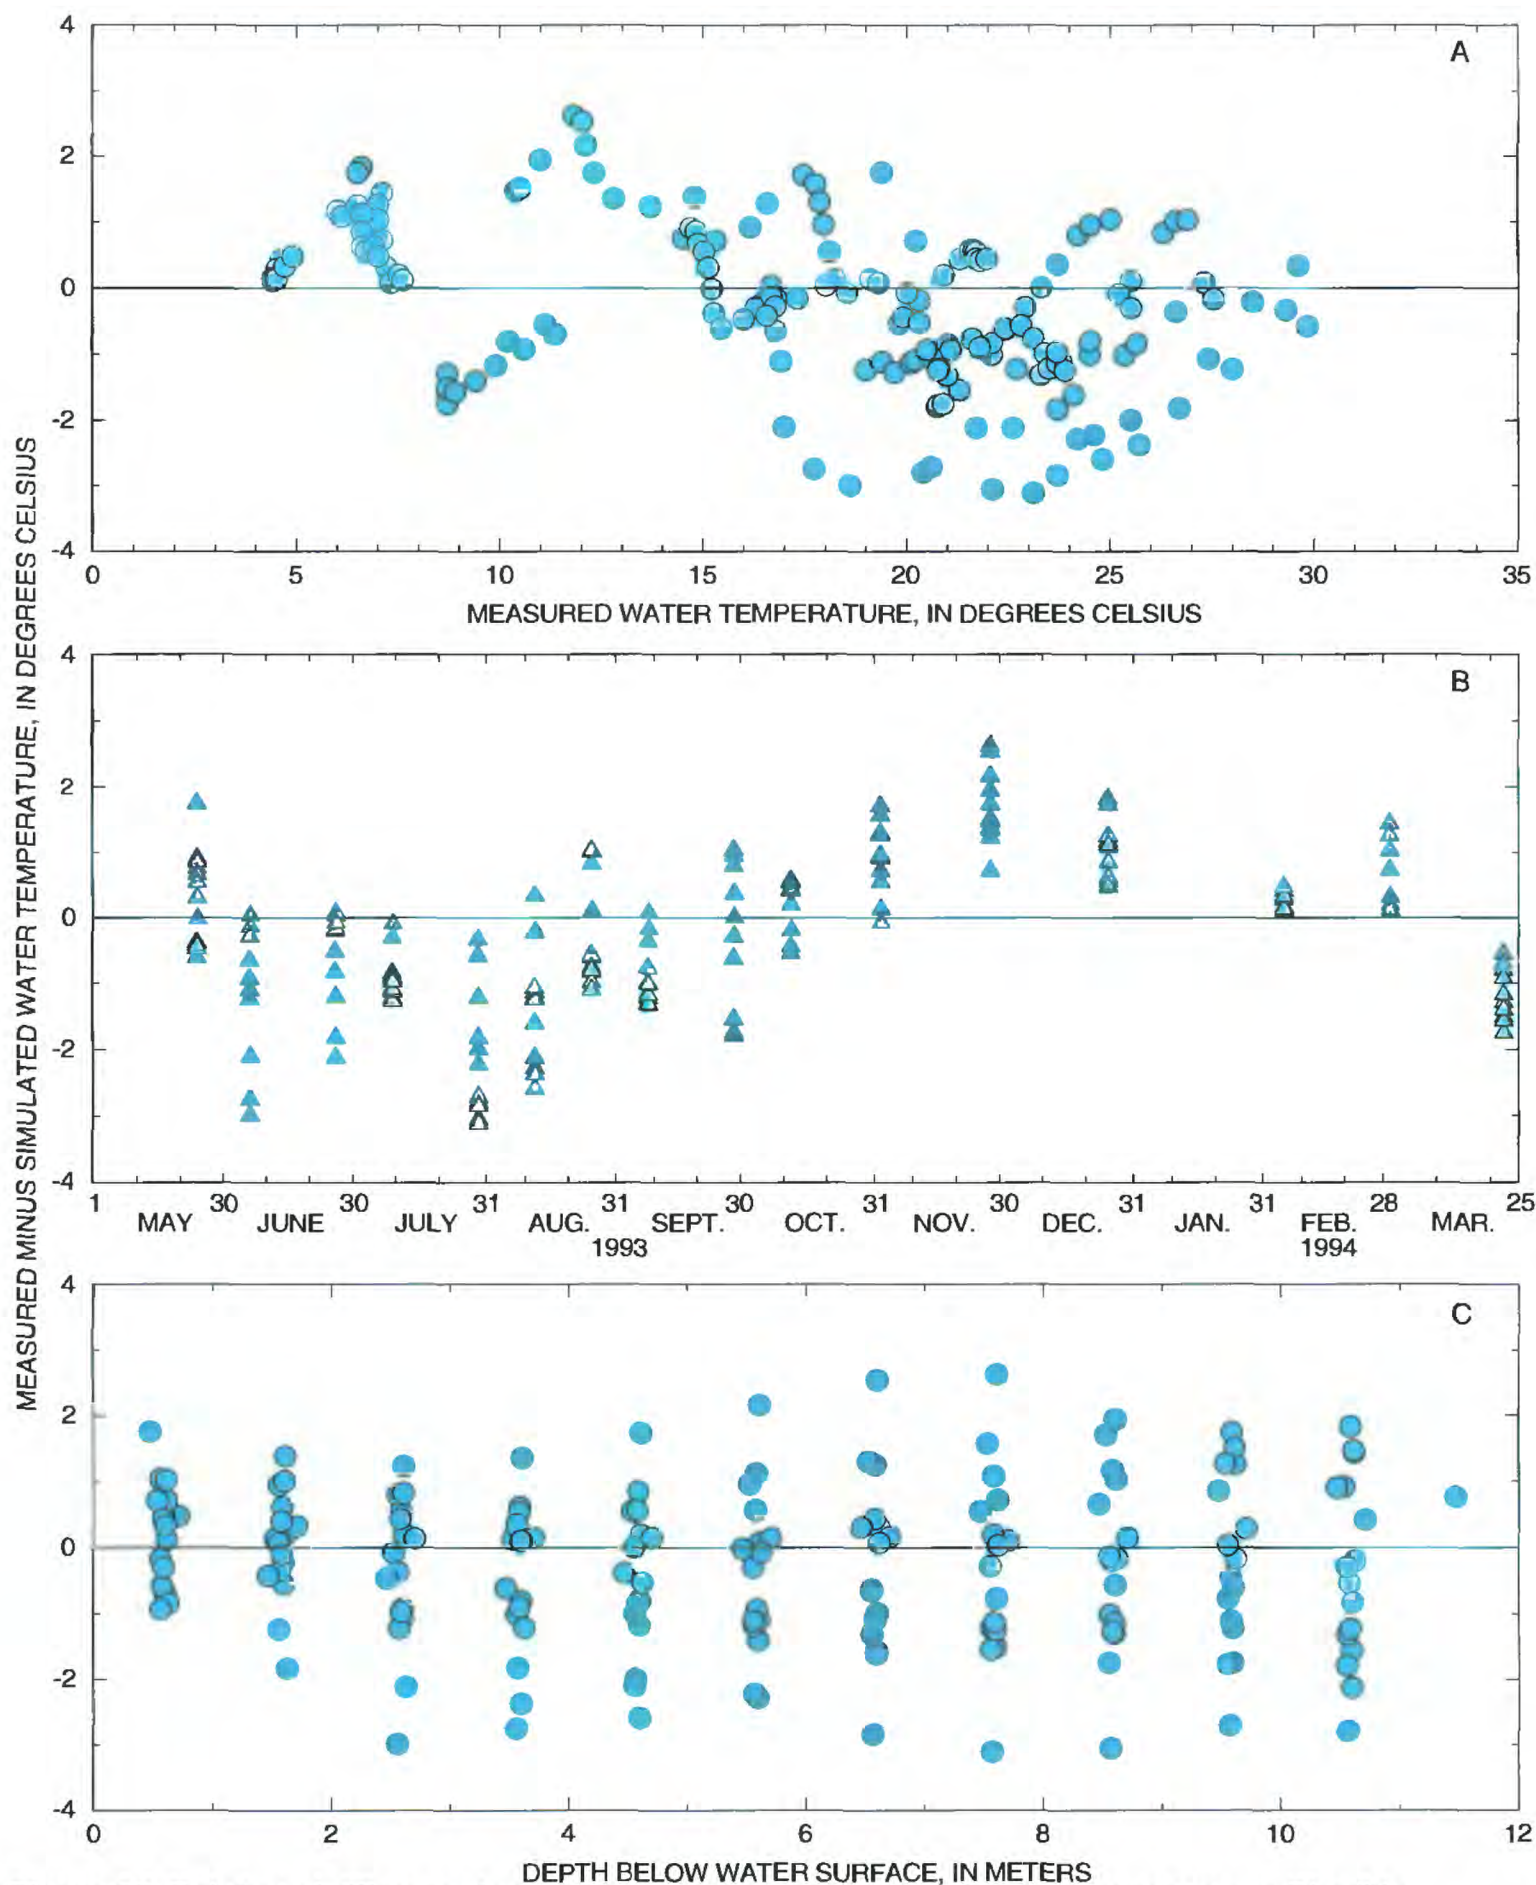 MEASURED MINUS SIMULATED WATER TEMPERATURE, IN DEGREES CELSIUS
A
4
2
0
-2
-4
0 5 10 15 20 25 30 35
MEASURED WATER TEMPERATURE, IN DEGREES CELSIUS
B
4
2
0
-2
-4
1 30 30 31 31 30 31 30 31 31 28 25
MAY JUNE JULY AUG. SEPT. OCT. NOV. DEC. JAN. FEB. MAR.
1993 1994
C
4
2
0
-2
-4
0 2 4 6 8 10 12
DEPTH BELOW WATER SURFACE, IN METERS